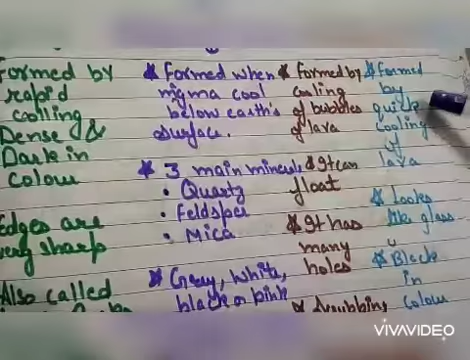 Formed by
rapid
colling
Dense &
Dark in
colour
Edges are
very sharp
Also called
* Formed when
migma cool
below earth's
surface.
* 3 main minerals
• Quartz
• Feldspar
• Mica
* Grey, white,
black or pink
* Formed by
cooling
of bubbles
of lava
* It can
float
* It has
many
holes
* Scrubbing
* Formed
by
quick
cooling
of
lava
* Looks
like glass
* Black
in
colour
VIVAVIDEO